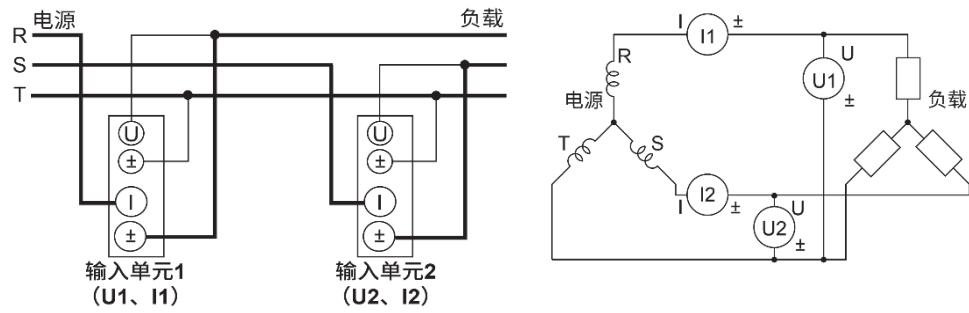 电源
负载
R
S
T
U
U
±
±
I
I
±
±
输入单元1
(U1、I1)
输入单元2
(U2、I2)
I I1 ±
R
U
U1
±
电源
负载
T
S
I I2 ±
U
U2
±